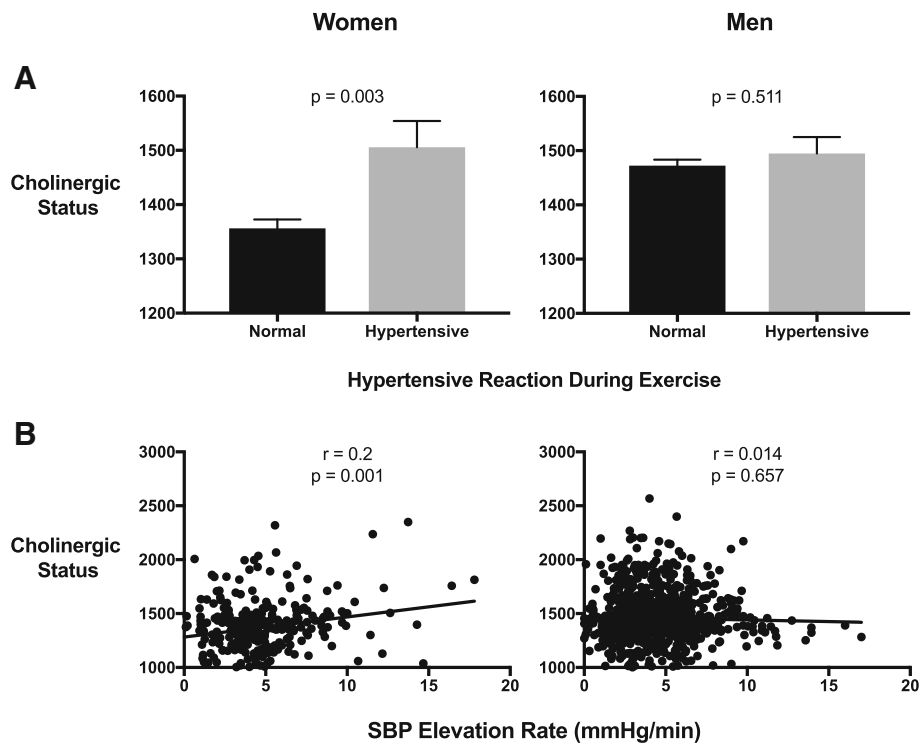 Women
Men
A
Cholinergic
Status
1600
1500
1400
1300
1200
p = 0.003
Normal
Hypertensive
1600
1500
1400
1300
1200
p = 0.511
Normal
Hypertensive
Hypertensive Reaction During Exercise
B
Cholinergic
Status
3000
2500
2000
1500
1000
r = 0.2
p = 0.001
0
5
10
15
20
3000
2500
2000
1500
1000
r = 0.014
p = 0.657
0
5
10
15
20
SBP Elevation Rate (mmHg/min)